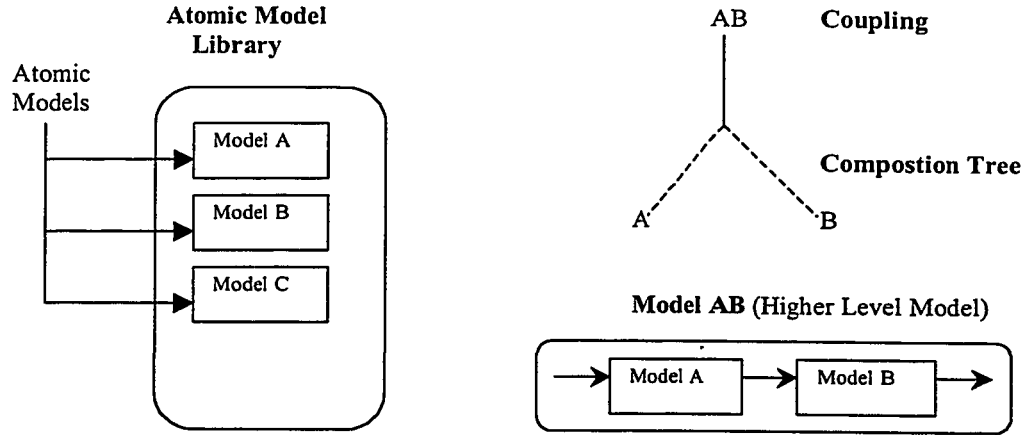 Atomic Model
Library
Atomic
Models
Model A
Model B
Model C
AB
Coupling
Compostion Tree
A
B
Model AB (Higher Level Model)
Model A
Model B